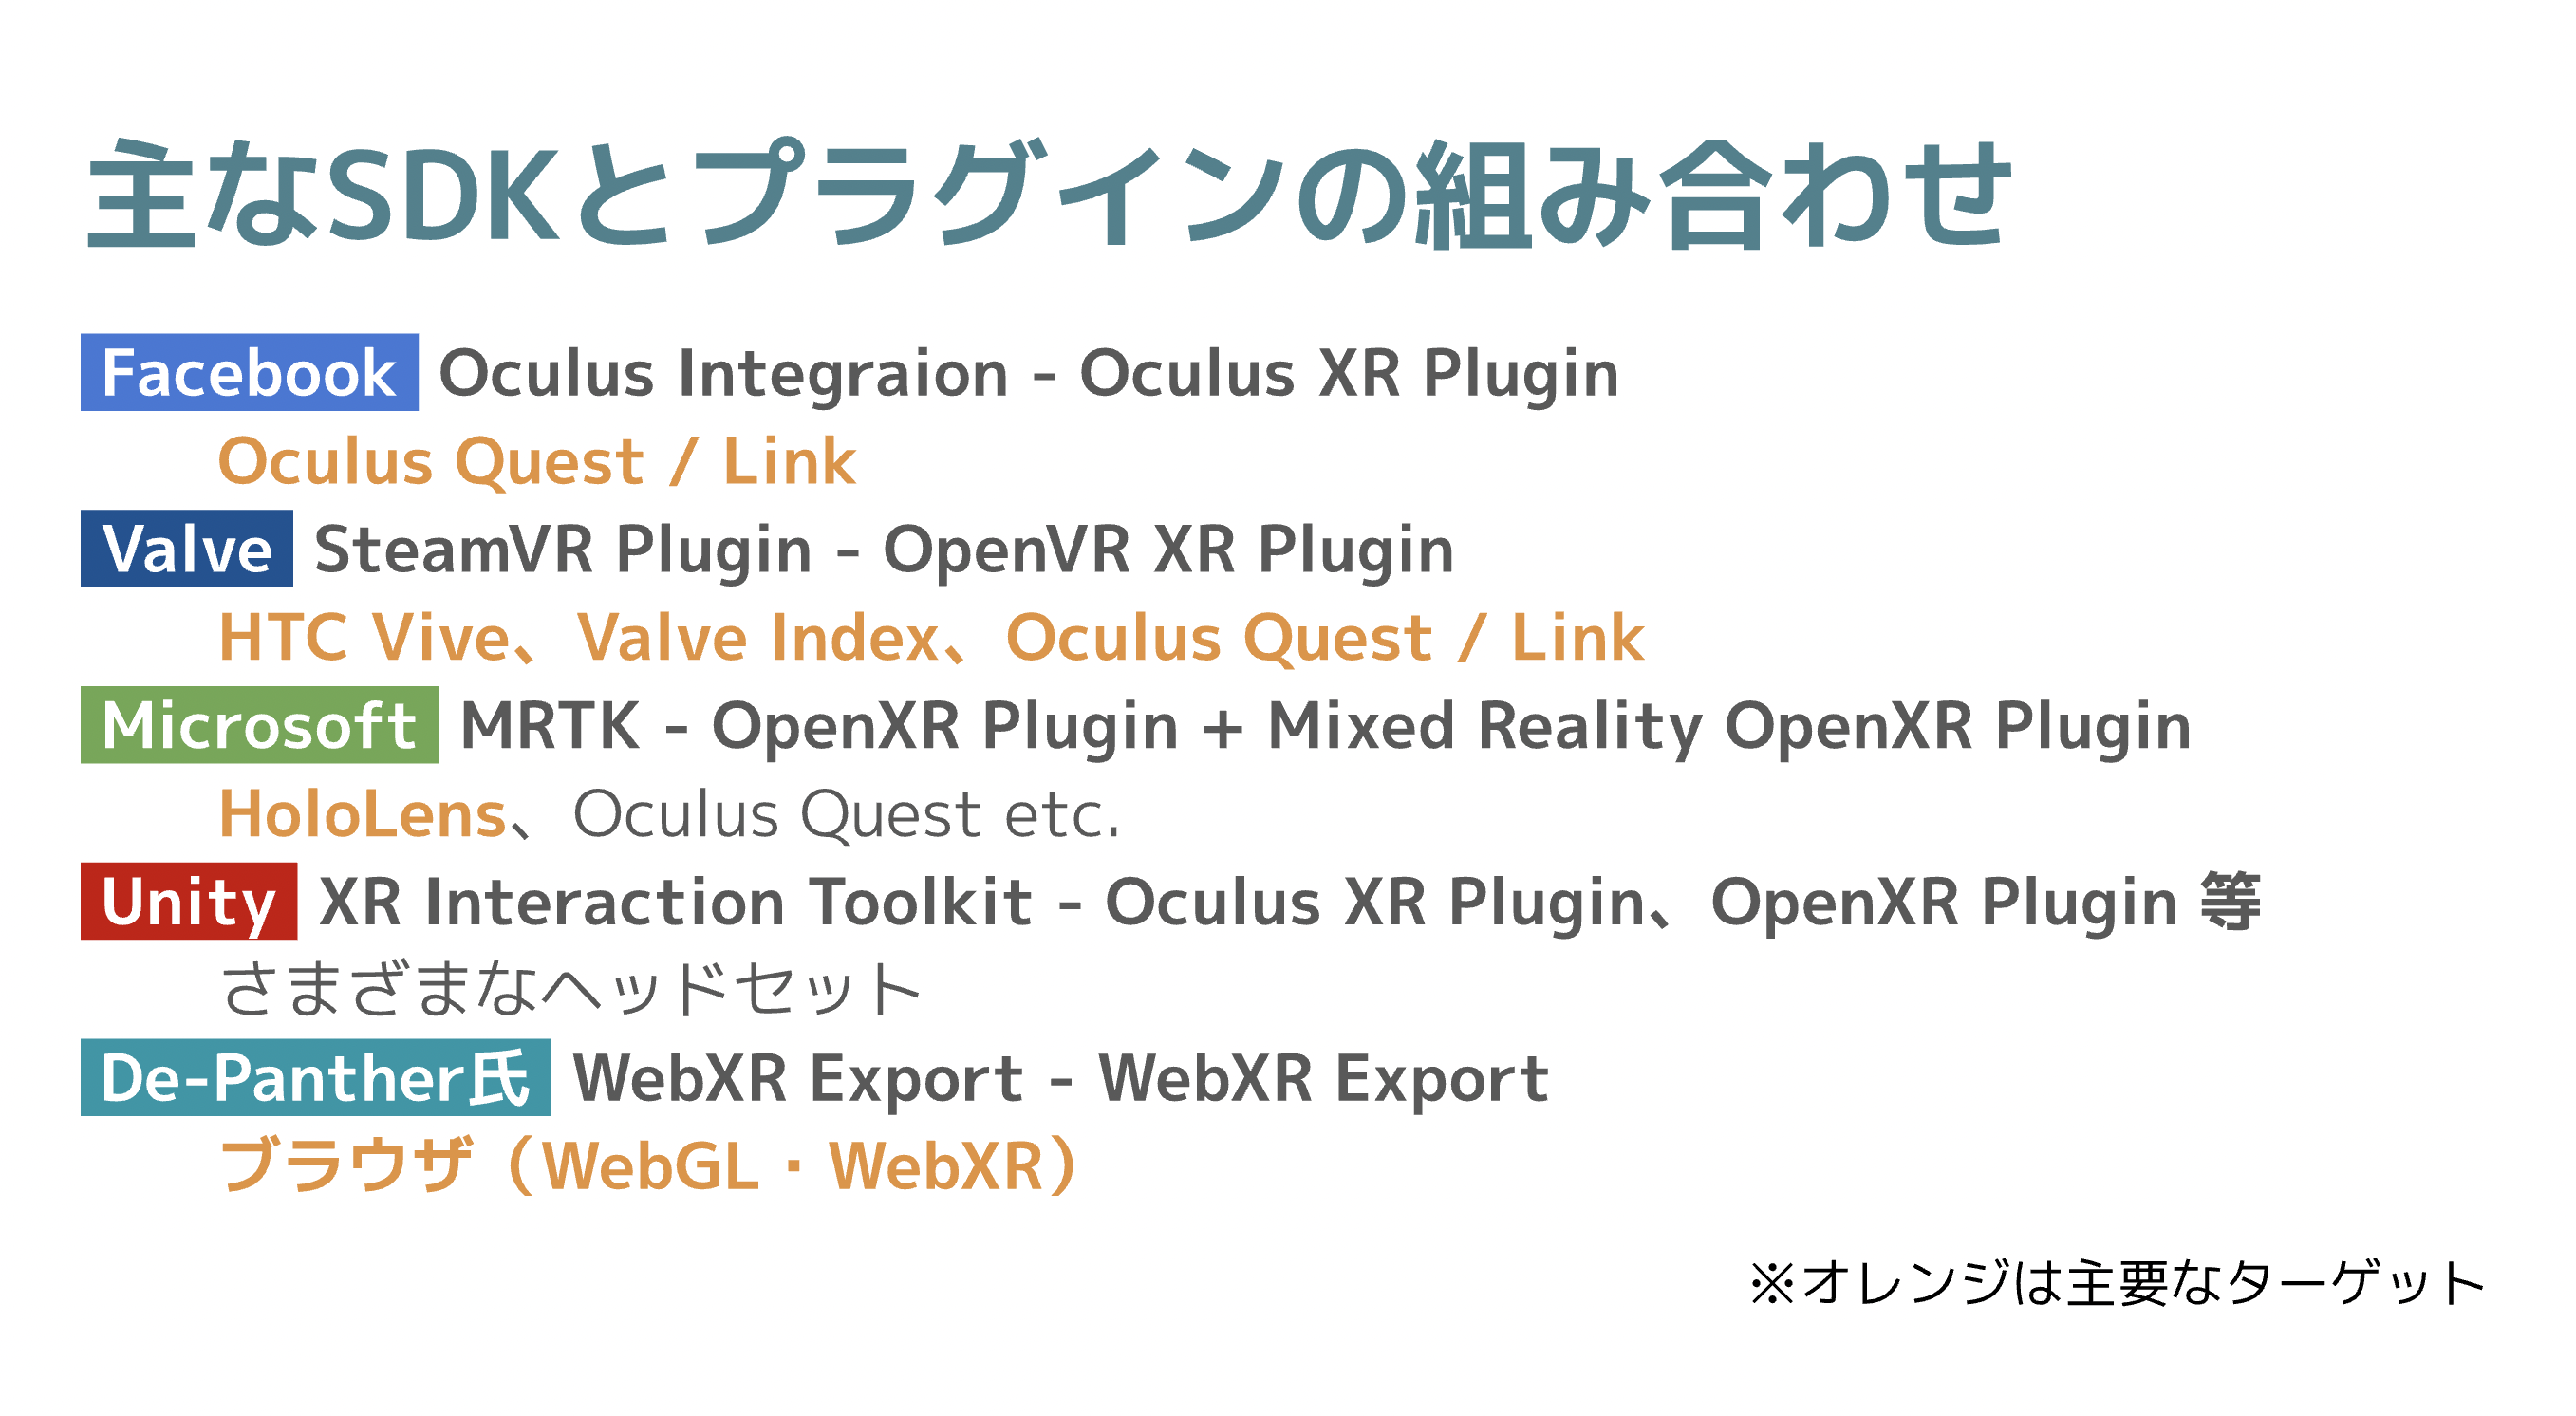 主なSDKとプラグインの組み合わせ
Facebook Oculus Integraion - Oculus XR Plugin
Oculus Quest / Link
Valve SteamVR Plugin - OpenVR XR Plugin
HTC Vive、Valve Index、Oculus Quest / Link
Microsoft MRTK - OpenXR Plugin + Mixed Reality OpenXR Plugin
HoloLens、Oculus Quest etc.
Unity XR Interaction Toolkit - Oculus XR Plugin、OpenXR Plugin 等
さまざまなヘッドセット
De-Panther氏 WebXR Export - WebXR Export
ブラウザ（WebGL・WebXR）
※オレンジは主要なターゲット